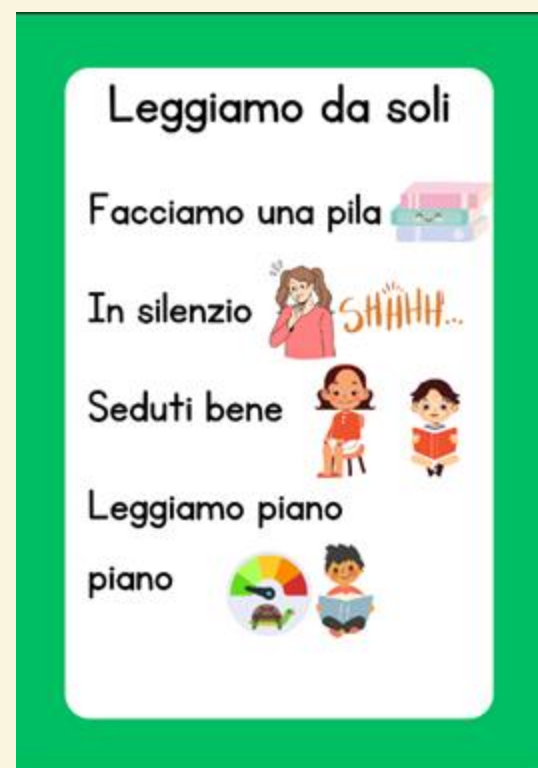 Leggiamo da soli
Facciamo una pila
In silenzio SHHHH...
Seduti bene
Leggiamo piano
piano